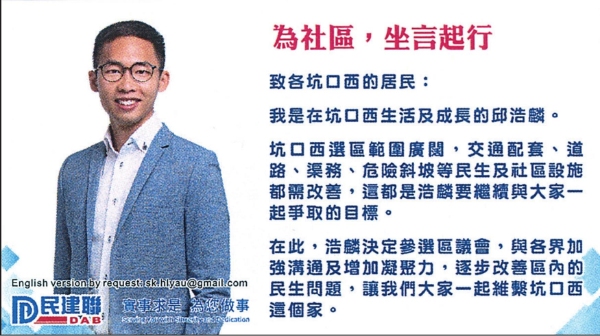 為社區，坐言起行
致各坑口西的居民：
我是在坑口西生活及成長的邱浩麟。
坑口西選區範圍廣闊，交通配套、道
路、渠務、危險斜坡等民生及社區設施
都需改善，這都是浩麟要繼續與大家一
起爭取的目標。
在此，浩麟決定參選區議會，與各界加
強溝通及增加凝聚力，逐步改善區內的
民生問題，讓我們大家一起維繫坑口西
這個家。
English version by request: sk.hlyau@gmail.com
民建聯 DAB
實事求是 為您做事
Serving You with Sincerity and Dedication